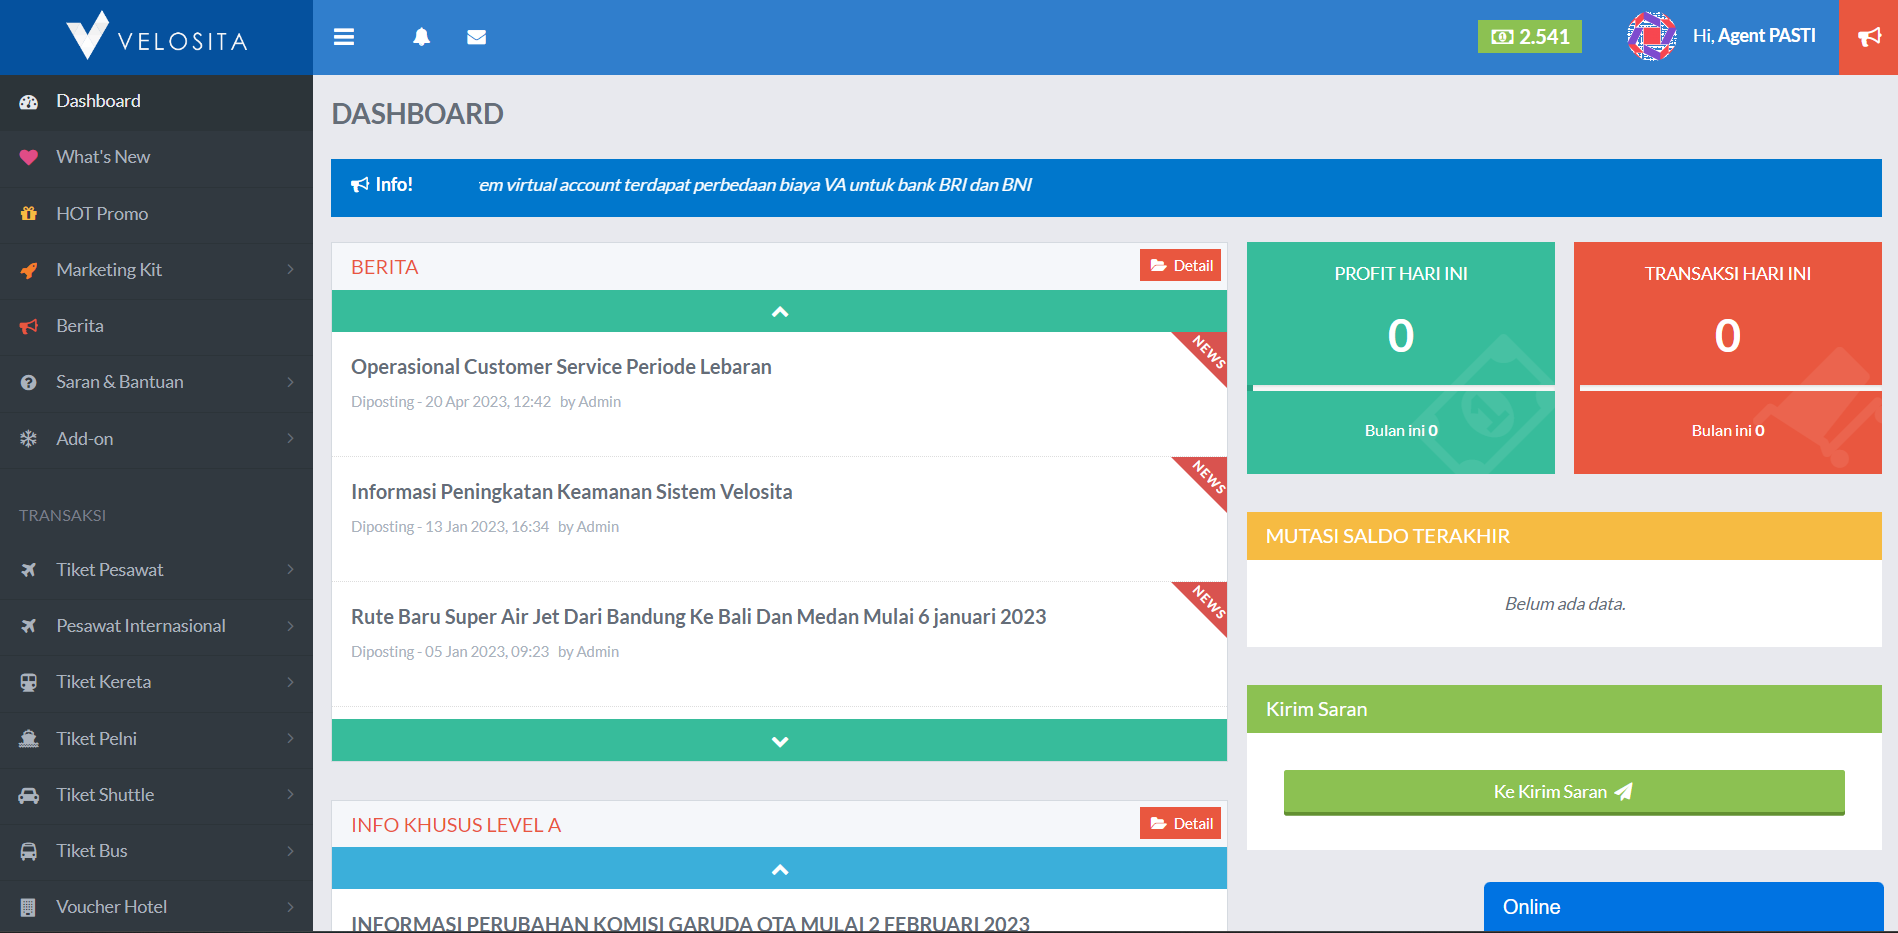 VELOSITA
2.541
Hi, Agent PASTI
Dashboard
What's New
HOT Promo
Marketing Kit
Berita
Saran & Bantuan
Add-on
TRANSAKSI
Tiket Pesawat
Pesawat Internasional
Tiket Kereta
Tiket Pelni
Tiket Shuttle
Tiket Bus
Voucher Hotel
DASHBOARD
Info! em virtual account terdapat perbedaan biaya VA untuk bank BRI dan BNI
BERITA
Detail
NEWS
Operasional Customer Service Periode Lebaran
Diposting - 20 Apr 2023, 12:42 by Admin
NEWS
Informasi Peningkatan Keamanan Sistem Velosita
Diposting - 13 Jan 2023, 16:34 by Admin
NEWS
Rute Baru Super Air Jet Dari Bandung Ke Bali Dan Medan Mulai 6 januari 2023
Diposting - 05 Jan 2023, 09:23 by Admin
INFO KHUSUS LEVEL A
Detail
INFORMASI PERUBAHAN KOMISI GARUDA OTA MULAI 2 FEBRUARI 2023
PROFIT HARI INI
0
Bulan ini 0
TRANSAKSI HARI INI
0
Bulan ini 0
MUTASI SALDO TERAKHIR
Belum ada data.
Kirim Saran
Ke Kirim Saran
Online